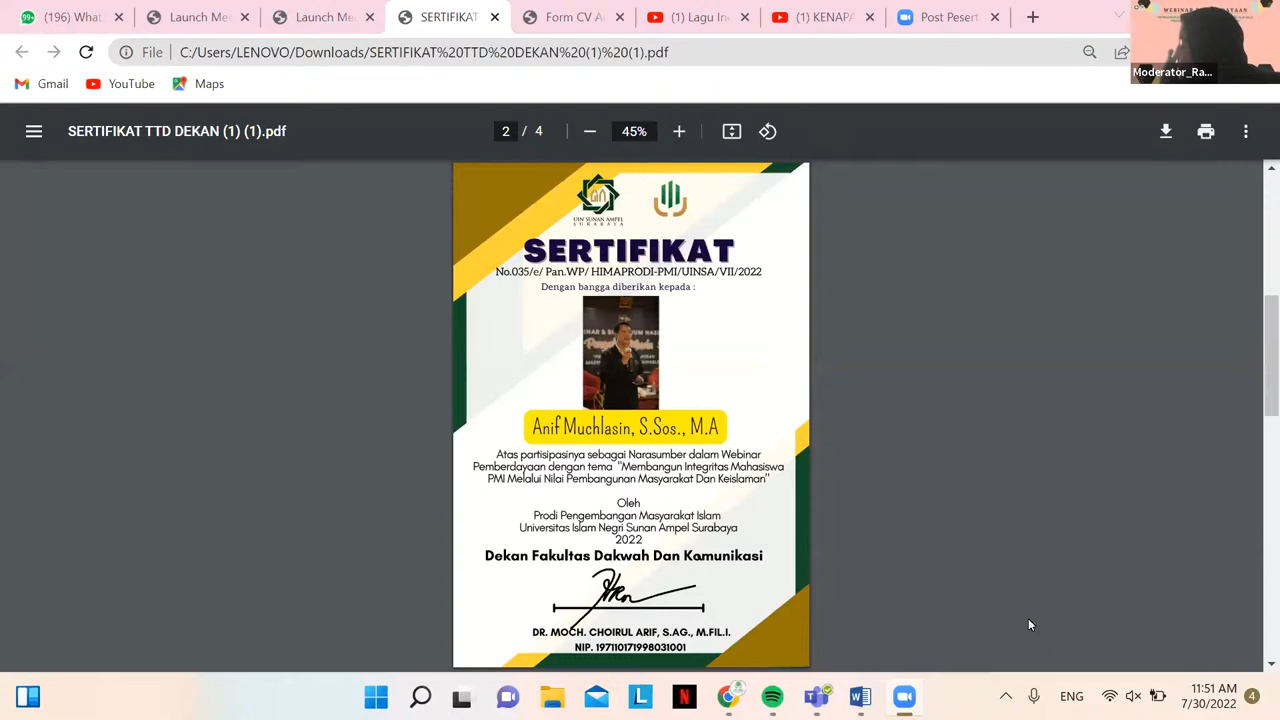 (196) Whats
Launch Me
Launch Me
SERTIFIKAT
Form CV A
(1) Lagu In
(1) KENAPA
Post Pesert
File
C:/Users/LENOVO/Downloads/SERTIFIKAT%20TTD%20DEKAN%20(1)%20(1).pdf
Moderator_Ra...
Gmail
YouTube
Maps
SERTIFIKAT TTD DEKAN (1) (1).pdf
2 / 4
45%
UIN SUNAN AMPEL
SURABAYA
SERTIFIKAT
No.035/e/ Pan.WP/ HIMAPRODI-PMI/UINSA/VII/2022
Dengan bangga diberikan kepada :
Anif Muchlasin, S.Sos., M.A
Atas partisipasinya sebagai Narasumber dalam Webinar
Pemberdayaan dengan tema "Membangun Integritas Mahasiswa
PMI Melalui Nilai Pembangunan Masyarakat Dan Keislaman"
Oleh
Prodi Pengembangan Masyarakat Islam
Universitas Islam Negri Sunan Ampel Surabaya
2022
Dekan Fakultas Dakwah Dan Komunikasi
DR. MOCH. CHOIRUL ARIF, S.AG., M.FIL.I.
NIP. 197110171998031001
ENG
11:51 AM
7/30/2022
4